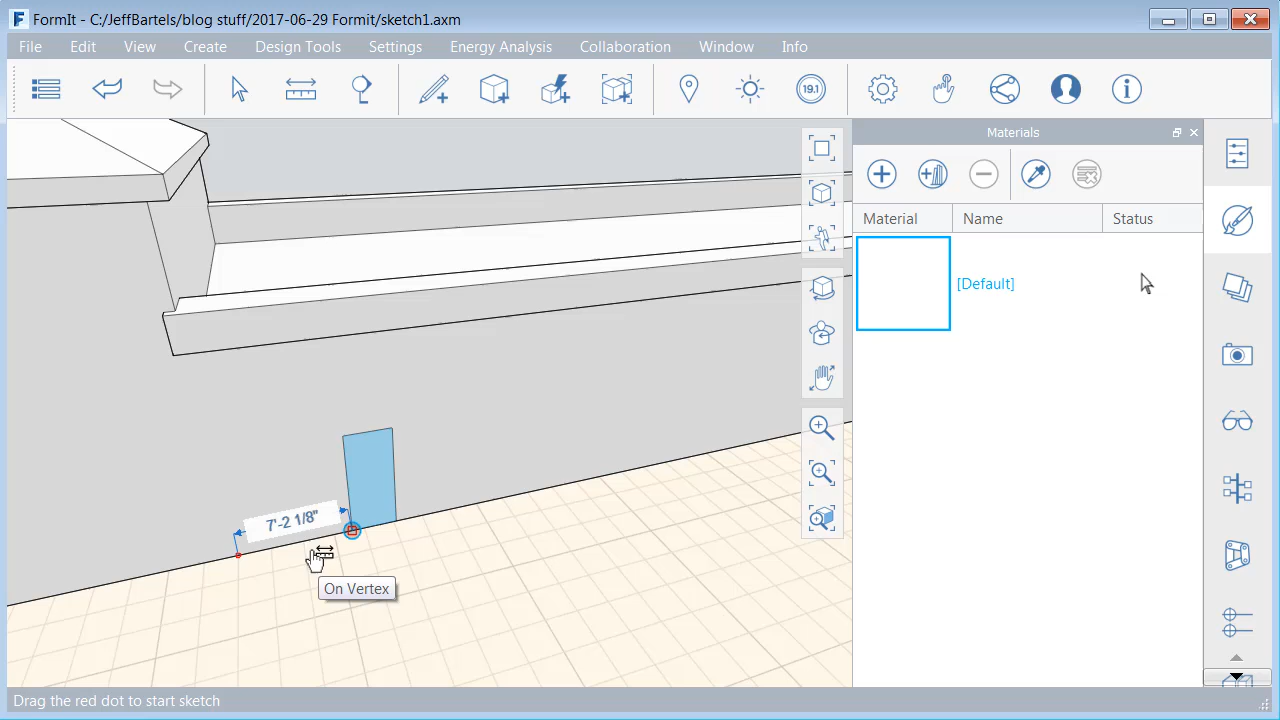 FormIt - C:/JeffBartels/blog stuff/2017-06-29 Formit/sketch1.axm
File Edit View Create Design Tools Settings Energy Analysis Collaboration Window Info
19.1
Materials
Material Name Status
[Default]
7'-2 1/8"
On Vertex
Drag the red dot to start sketch